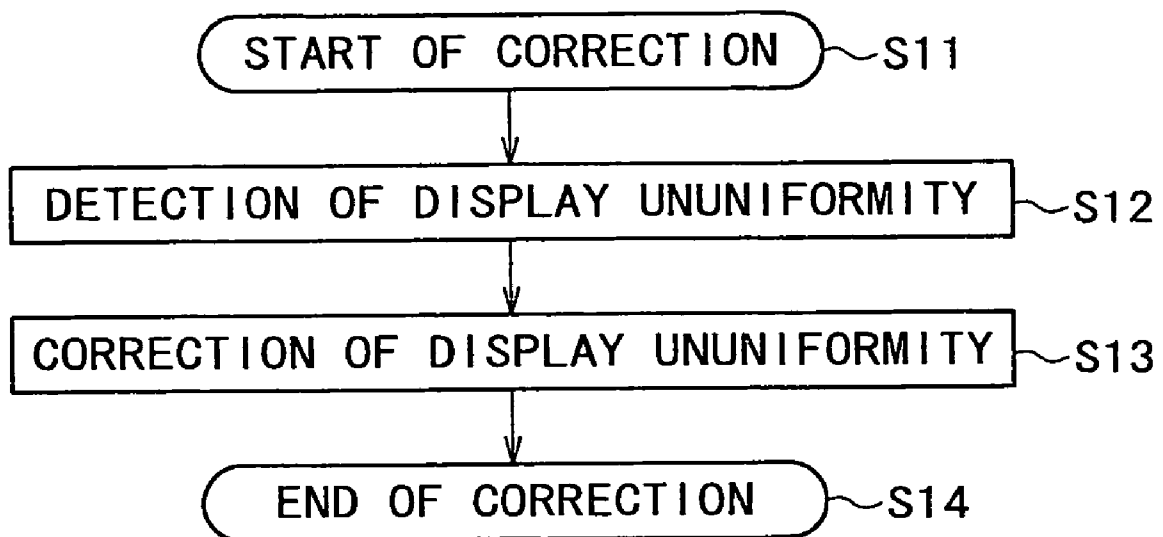 START OF CORRECTION S11
DETECTION OF DISPLAY UNUNIFORMITY S12
CORRECTION OF DISPLAY UNUNIFORMITY S13
END OF CORRECTION S14